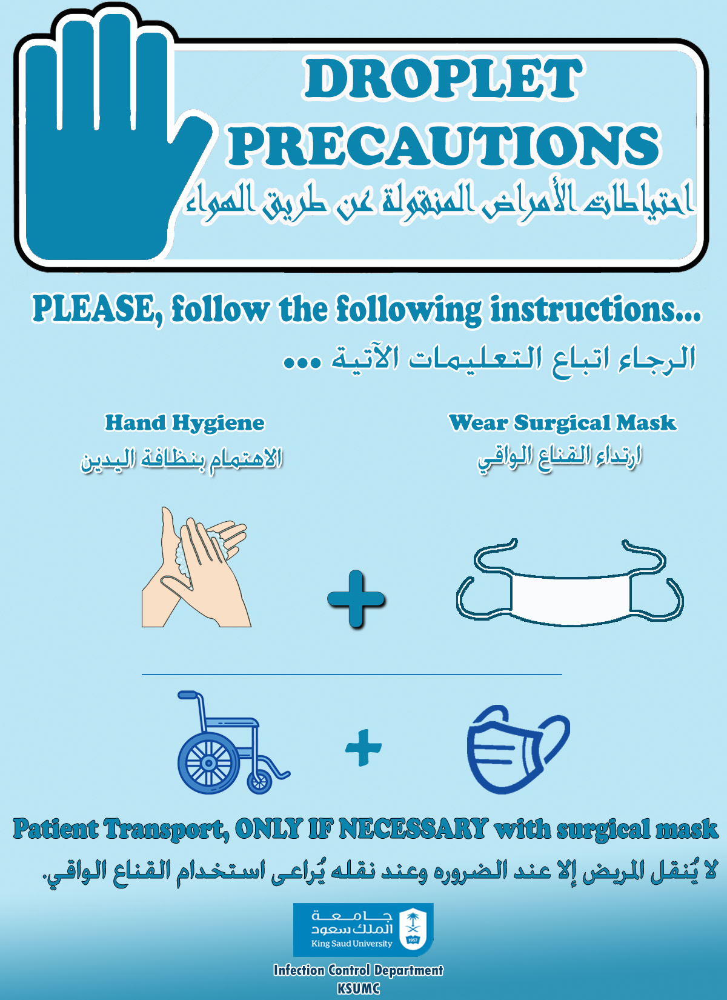 DROPLET
PRECAUTIONS
احتياطات الأمراض المنقولة عن طريق الهواء
PLEASE, follow the following instructions...
الرجاء اتباع التعليمات الآتية ...
Hand Hygiene
الاهتمام بنظافة اليدين
Wear Surgical Mask
ارتداء القناع الواقي
Patient Transport, ONLY IF NECESSARY with surgical mask
لا يُنقل المريض إلا عند الضروره وعند نقله يُراعى استخدام القناع الواقي.
جامعة
الملك سعود
King Saud University
1957
Infection Control Department
KSUMC